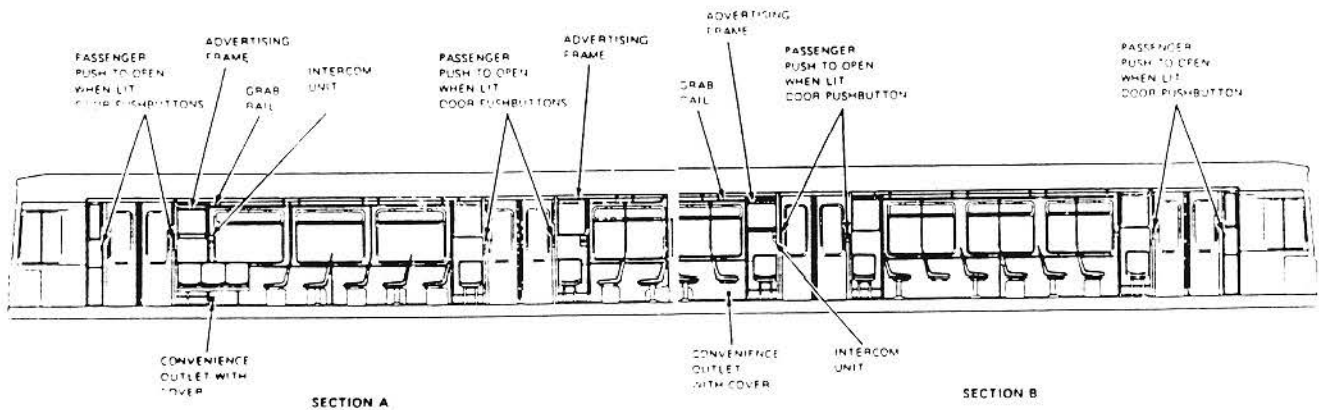 PASSENGER
PUSH TO OPEN
WHEN LIT
DOOR PUSHBUTTONS
ADVERTISING
FRAME
GRAB
RAIL
INTERCOM
UNIT
PASSENGER
PUSH TO OPEN
WHEN LIT
DOOR PUSHBUTTONS
ADVERTISING
FRAME
GRAB
RAIL
ADVERTISING
FRAME
PASSENGER
PUSH TO OPEN
WHEN LIT
DOOR PUSHBUTTON
PASSENGER
PUSH TO OPEN
WHEN LIT
DOOR PUSHBUTTON
CONVENIENCE
OUTLET WITH
COVER
SECTION A
CONVENIENCE
OUTLET
WITH COVER
INTERCOM
UNIT
SECTION B